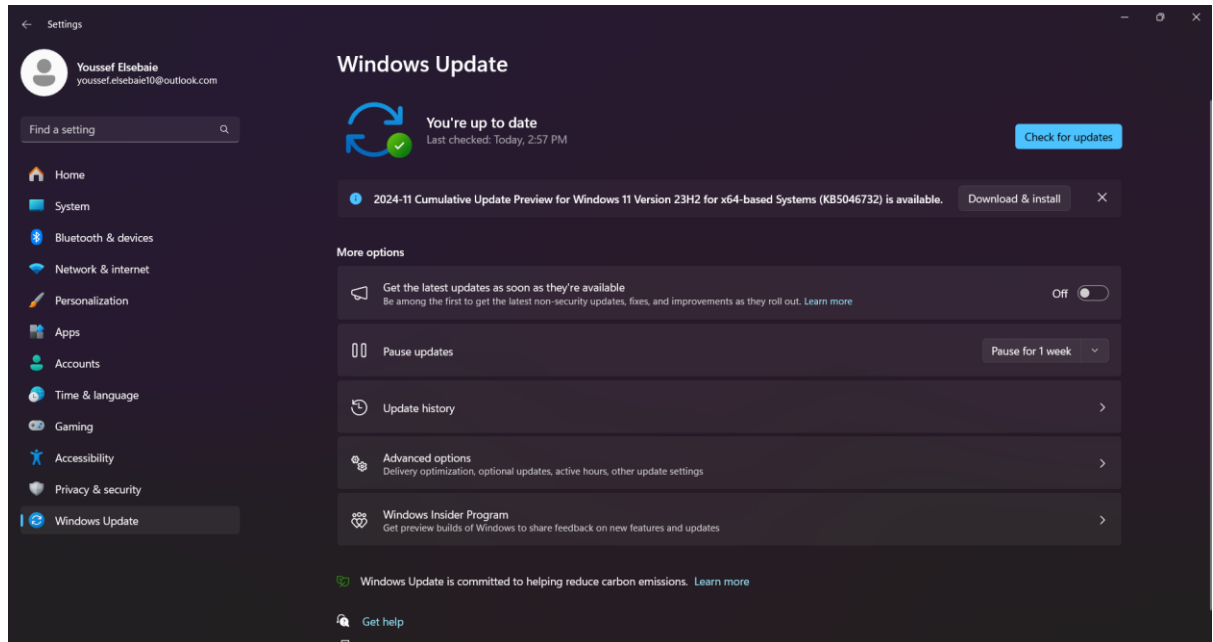 Settings
Youssef Elsebaie
youssef.elsebaie10@outlook.com
Find a setting
Home
System
Bluetooth & devices
Network & internet
Personalization
Apps
Accounts
Time & language
Gaming
Accessibility
Privacy & security
Windows Update
Windows Update
You're up to date
Last checked: Today, 2:57 PM
Check for updates
2024-11 Cumulative Update Preview for Windows 11 Version 23H2 for x64-based Systems (KB5046732) is available.
Download & install
More options
Get the latest updates as soon as they're available
Be among the first to get the latest non-security updates, fixes, and improvements as they roll out. Learn more
Off
Pause updates
Pause for 1 week
Update history
Advanced options
Delivery optimization, optional updates, active hours, other update settings
Windows Insider Program
Get preview builds of Windows to share feedback on new features and updates
Windows Update is committed to helping reduce carbon emissions. Learn more
Get help